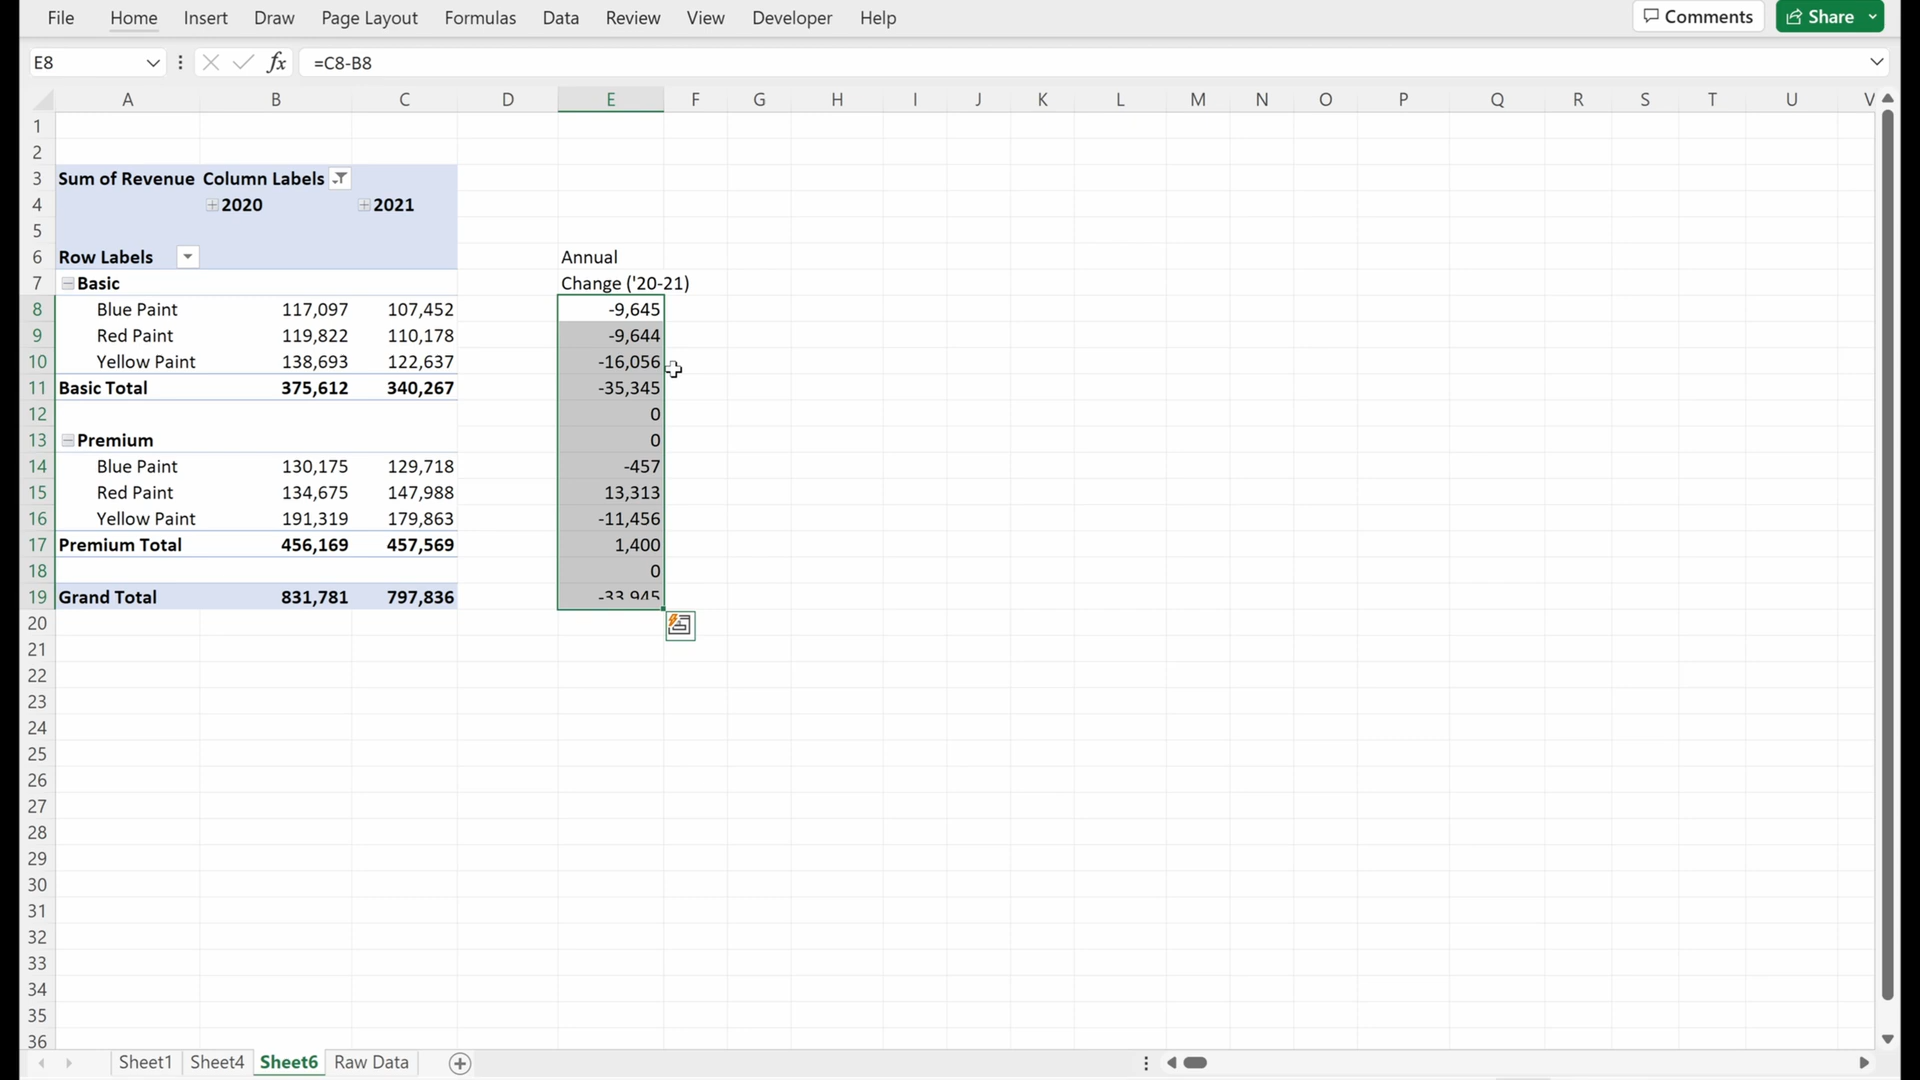 File Home Insert Draw Page Layout Formulas Data Review View Developer Help Comments Share
E8 fx =C8-B8
A B C D E F G H I J K L M N O P Q R S T U V
1
2
3 Sum of Revenue Column Labels
4 2020 2021
5
6 Row Labels Annual
7 Basic Change ('20-21)
8 Blue Paint 117,097 107,452 -9,645
9 Red Paint 119,822 110,178 -9,644
10 Yellow Paint 138,693 122,637 -16,056
11 Basic Total 375,612 340,267 -35,345
12 0
13 Premium 0
14 Blue Paint 130,175 129,718 -457
15 Red Paint 134,675 147,988 13,313
16 Yellow Paint 191,319 179,863 -11,456
17 Premium Total 456,169 457,569 1,400
18 0
19 Grand Total 831,781 797,836 -33,945
20
21
22
23
24
25
26
27
28
29
30
31
32
33
34
35
36
Sheet1 Sheet4 Sheet6 Raw Data